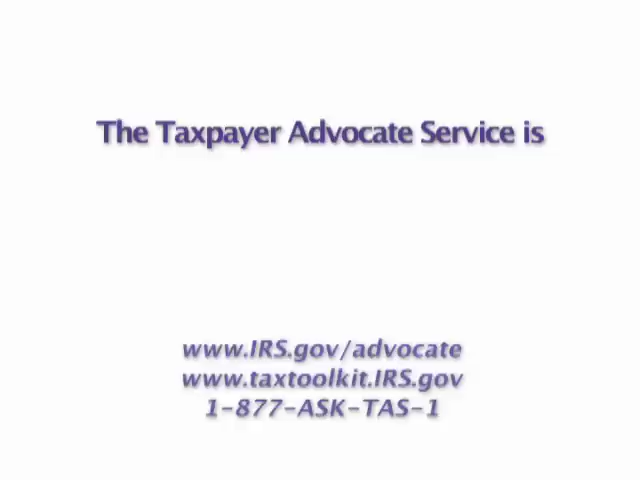 The Taxpayer Advocate Service is
www.IRS.gov/advocate
www.taxtoolkit.IRS.gov
1-877-ASK-TAS-1